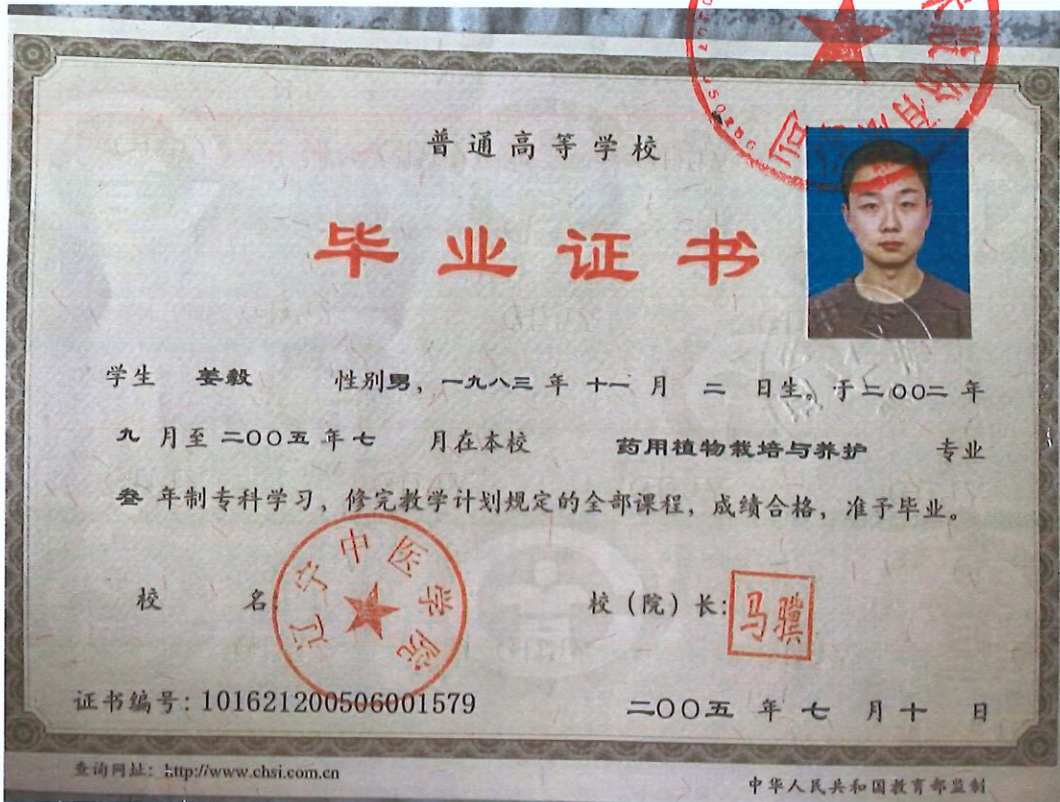 普通高等学校
毕业证书
学生 姜毅 性别男，一九八三年十一月二日生。于二〇〇二年
九月至二〇〇五年七月在本校 药用植物栽培与养护 专业
叁年制专科学习，修完教学计划规定的全部课程，成绩合格，准予毕业。
校 名
辽宁中医学院
校（院）长：
马骥
证书编号：101621200506001579
二〇〇五年七月十日
查询网址：http://www.chsi.com.cn
中华人民共和国教育部监制